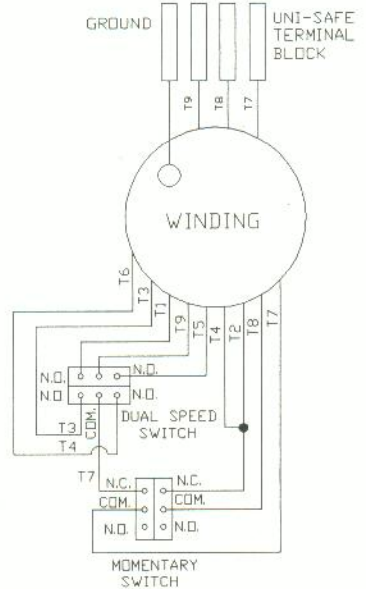 GROUND
UNI-SAFE
TERMINAL
BLOCK
T9
T8
T7
WINDING
T6
T3
T1
T9
T5
T4
T2
T8
T7
N.O.
N.O.
N.O
N.O.
COM.
T3
T4
DUAL SPEED
SWITCH
T7
N.C.
N.C.
COM.
COM.
N.O.
N.O.
MOMENTARY
SWITCH